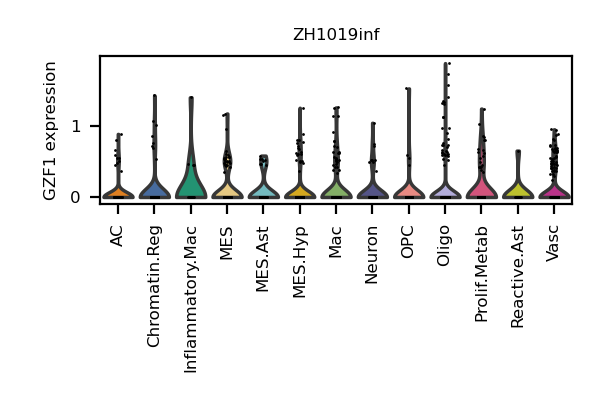 ZH1019inf
GZF1 expression
1
0
AC
Chromatin.Reg
Inflammatory.Mac
MES
MES.Ast
MES.Hyp
Mac
Neuron
OPC
Oligo
Prolif.Metab
Reactive.Ast
Vasc